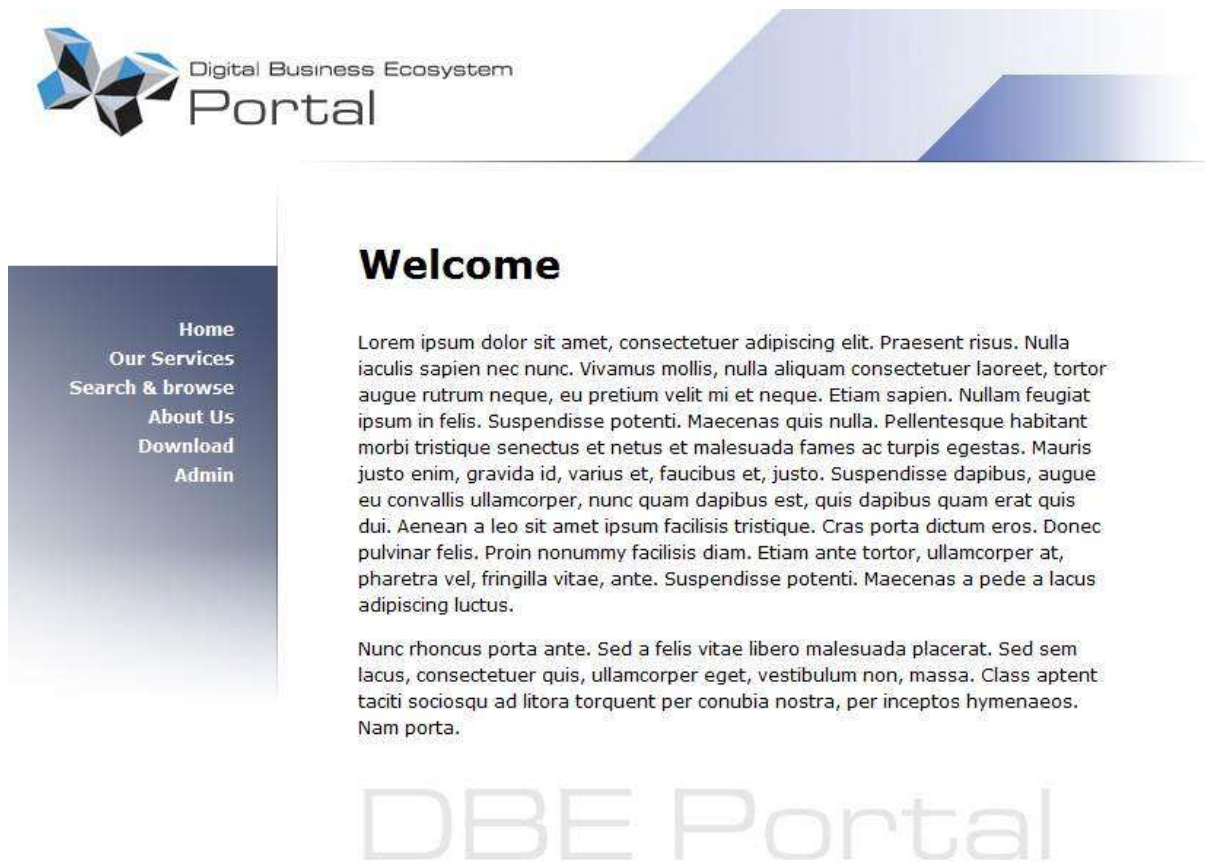 Digital Business Ecosystem
Portal
Welcome
Home
Our Services
Search & browse
About Us
Download
Admin
Lorem ipsum dolor sit amet, consectetuer adipiscing elit. Praesent risus. Nulla
iaculis sapien nec nunc. Vivamus mollis, nulla aliquam consectetuer laoreet, tortor
augue rutrum neque, eu pretium velit mi et neque. Etiam sapien. Nullam feugiat
ipsum in felis. Suspendisse potenti. Maecenas quis nulla. Pellentesque habitant
morbi tristique senectus et netus et malesuada fames ac turpis egestas. Mauris
justo enim, gravida id, varius et, faucibus et, justo. Suspendisse dapibus, augue
eu convallis ullamcorper, nunc quam dapibus est, quis dapibus quam erat quis
dui. Aenean a leo sit amet ipsum facilisis tristique. Cras porta dictum eros. Donec
pulvinar felis. Proin nonummy facilisis diam. Etiam ante tortor, ullamcorper at,
pharetra vel, fringilla vitae, ante. Suspendisse potenti. Maecenas a pede a lacus
adipiscing luctus.
Nunc rhoncus porta ante. Sed a felis vitae libero malesuada placerat. Sed sem
lacus, consectetuer quis, ullamcorper eget, vestibulum non, massa. Class aptent
taciti sociosqu ad litora torquent per conubia nostra, per inceptos hymenaeos.
Nam porta.
DBE Portal